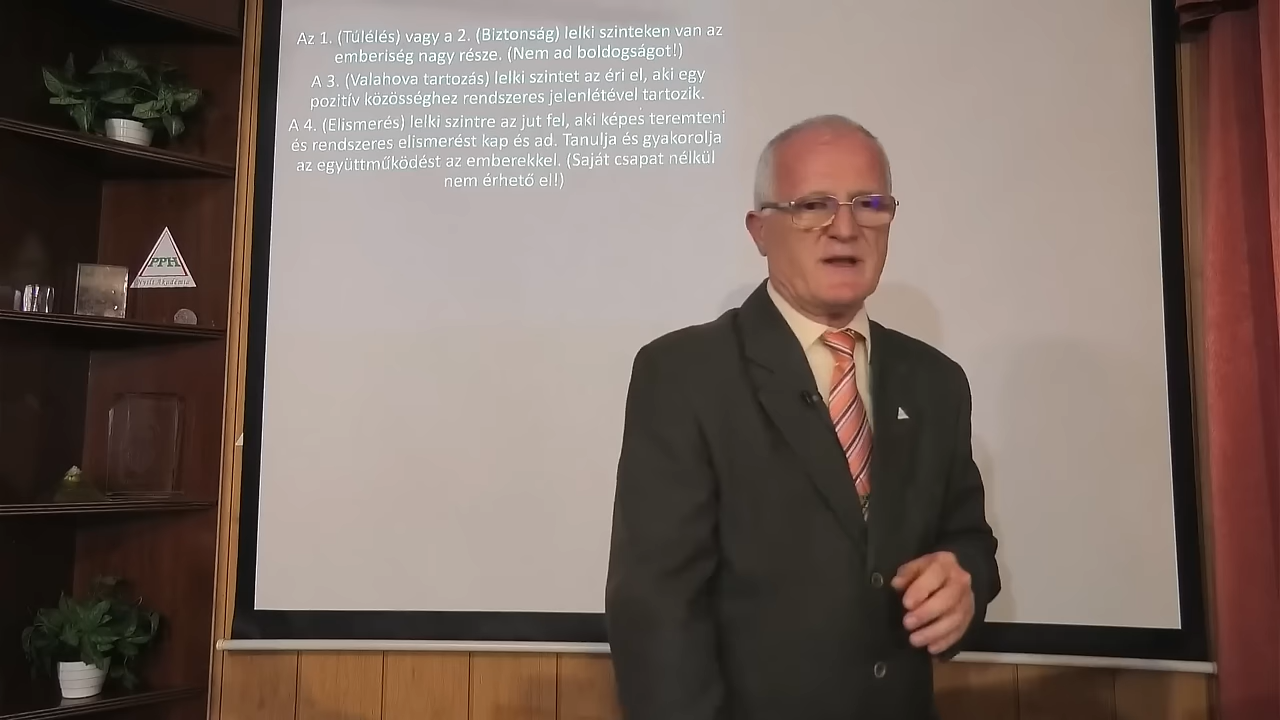 Az 1. (Túlélés) vagy a 2. (Biztonság) lelki szinteken van az
emberiség nagy része. (Nem ad boldogságot!)
A 3. (Valahova tartozás) lelki szintet az éri el, aki egy
pozitív közösséghez rendszeres jelenlétével tartozik.
A 4. (Elismerés) lelki szintre az jut fel, aki képes teremteni
és rendszeres elismerést kap és ad. Tanulja és gyakorolja
az együttműködést az emberekkel. (Saját csapat nélkül
nem érhető el!)
PPH
Nyílt Akadémia